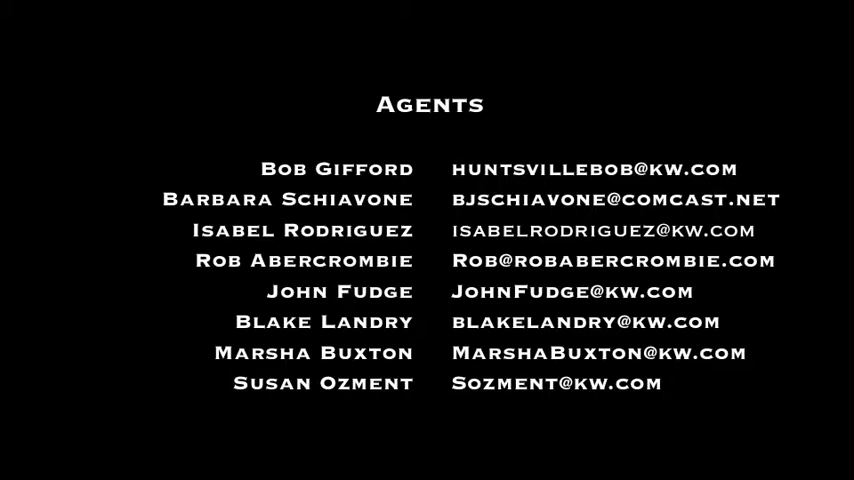 Agents
Bob Gifford huntsvillebob@kw.com
Barbara Schiavone bjschiavone@comcast.net
Isabel Rodriguez isabelrodriguez@kw.com
Rob Abercrombie Rob@robabercrombie.com
John Fudge JohnFudge@kw.com
Blake Landry blakelandry@kw.com
Marsha Buxton MarshaBuxton@kw.com
Susan Ozment Sozment@kw.com